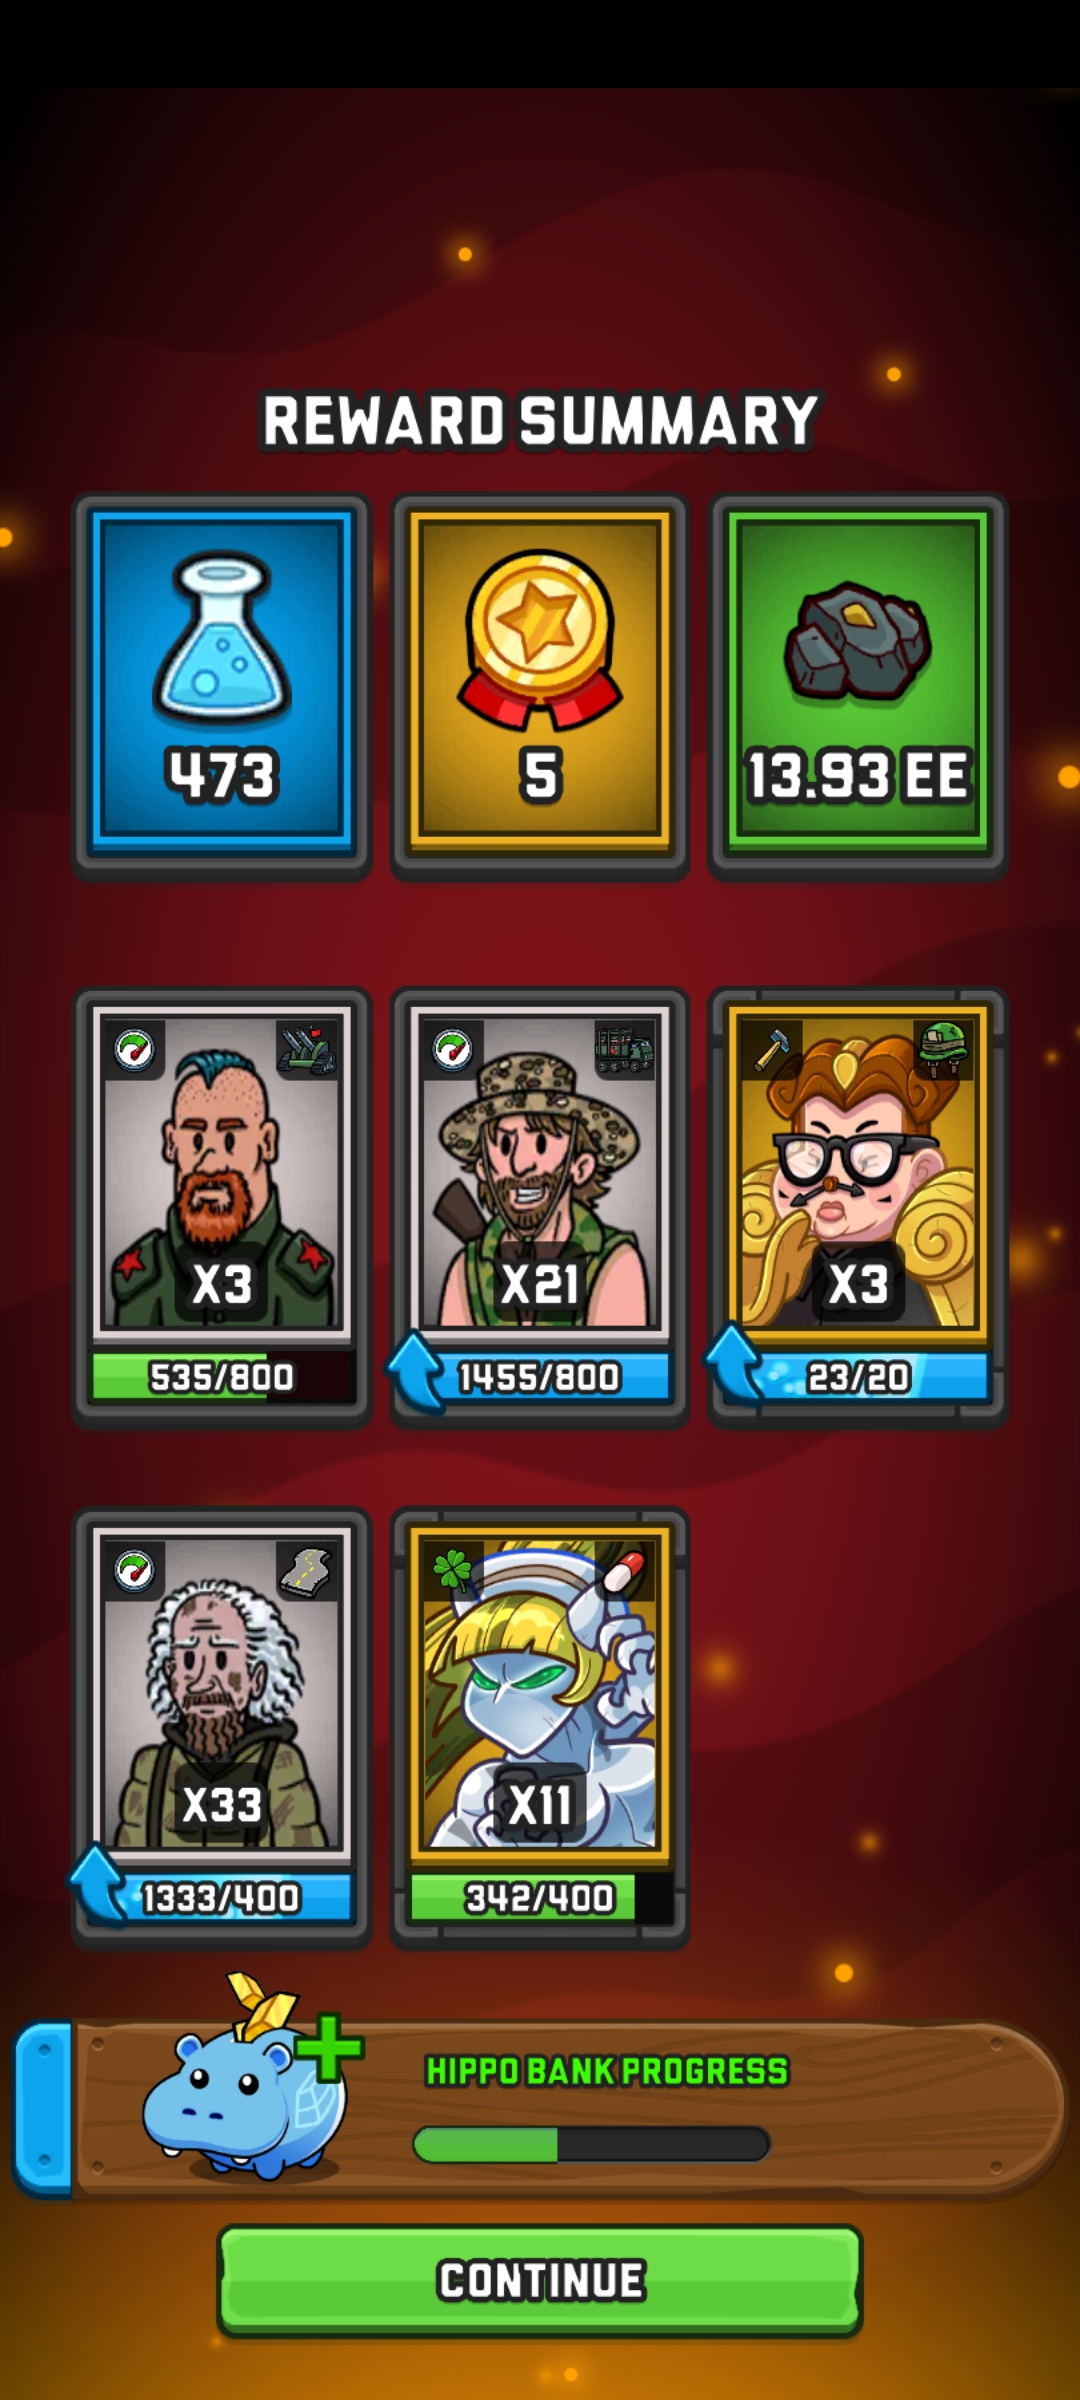 REWARD SUMMARY
473
5
13.93 EE
X3
X21
X3
535/800
1455/800
23/20
X33
X11
1333/400
342/400
HIPPO BANK PROGRESS
CONTINUE